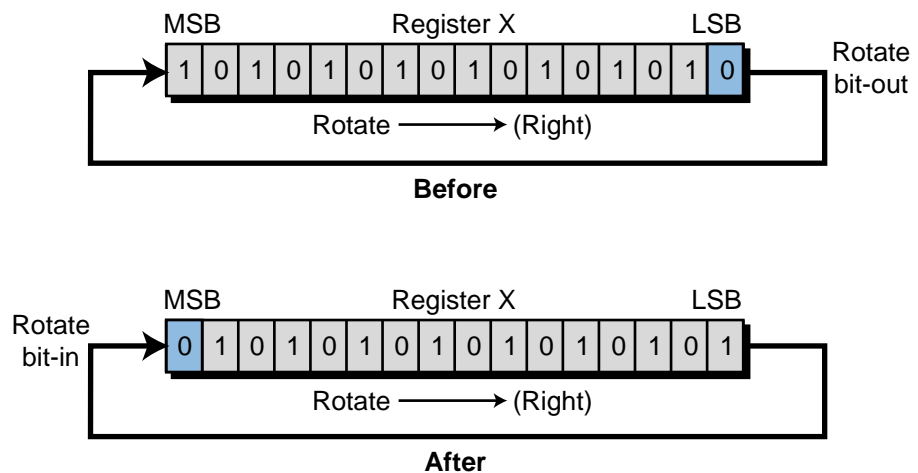 MSB Register X LSB
1 0 1 0 1 0 1 0 1 0 1 0 1 0 1 0
Rotate bit-out
Rotate (Right)
Before
MSB Register X LSB
Rotate bit-in
0 1 0 1 0 1 0 1 0 1 0 1 0 1 0 1
Rotate (Right)
After